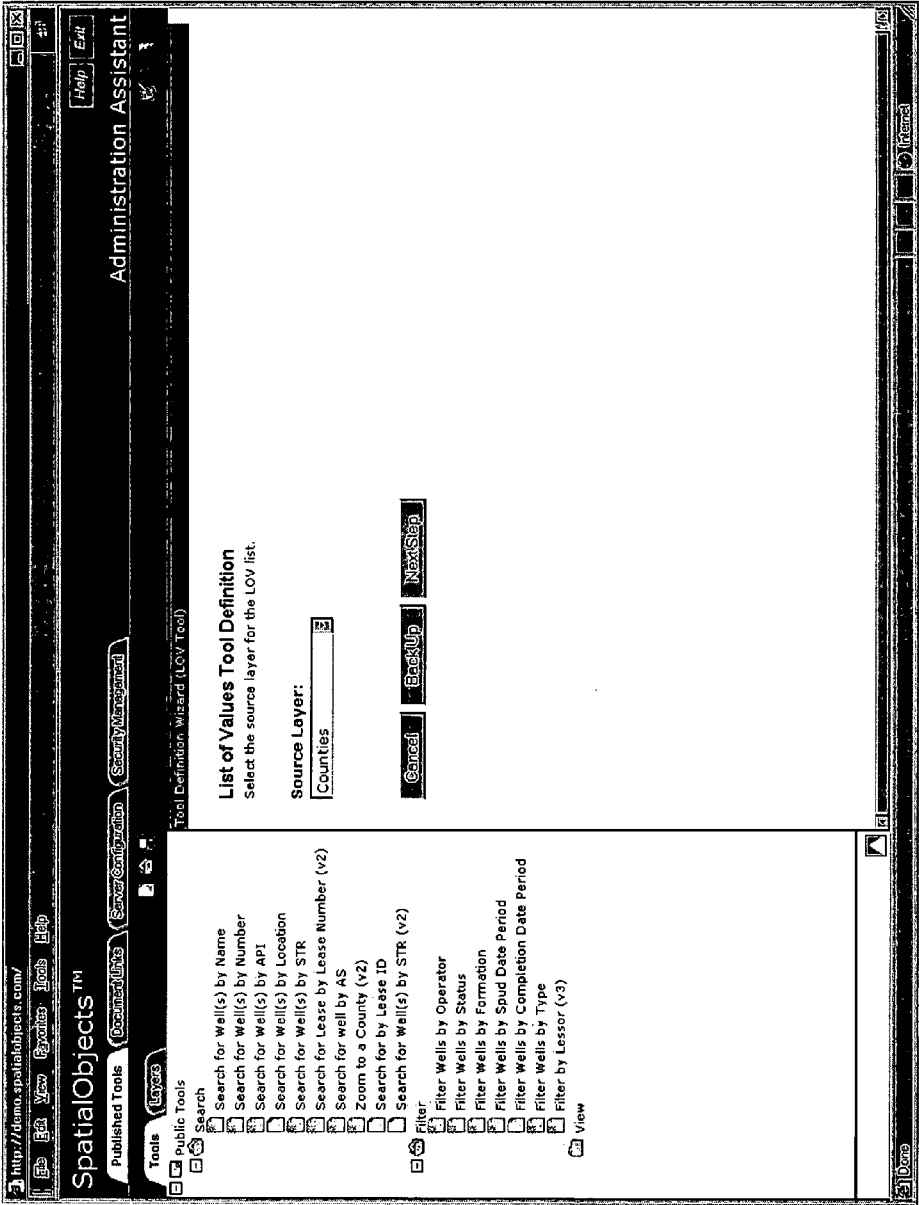 http://demo.spatialobjects.com/
File Edit View Favorites Tools Help
SpatialObjects™
Help Exit
Published Tools Document Links Server Configuration Security Management
Administration Assistant
Tools Layers
Public Tools
Search
Search for Well(s) by Name
Search for Well(s) by Number
Search for Well(s) by API
Search for Well(s) by Location
Search for Well(s) by STR
Search for Lease by Lease Number (v2)
Search for well by AS
Zoom to a County (v2)
Search for by Lease ID
Search for Well(s) by STR (v2)
Filter
Filter Wells by Operator
Filter Wells by Status
Filter Wells by Formation
Filter Wells by Spud Date Period
Filter Wells by Completion Date Period
Filter Wells by Type
Filter by Lessor (v3)
View
Tool Definition Wizard (LOV Tool)
List of Values Tool Definition
Select the source layer for the LOV list.
Source Layer:
Counties
Cancel BackUp Next Step
Done
Internet